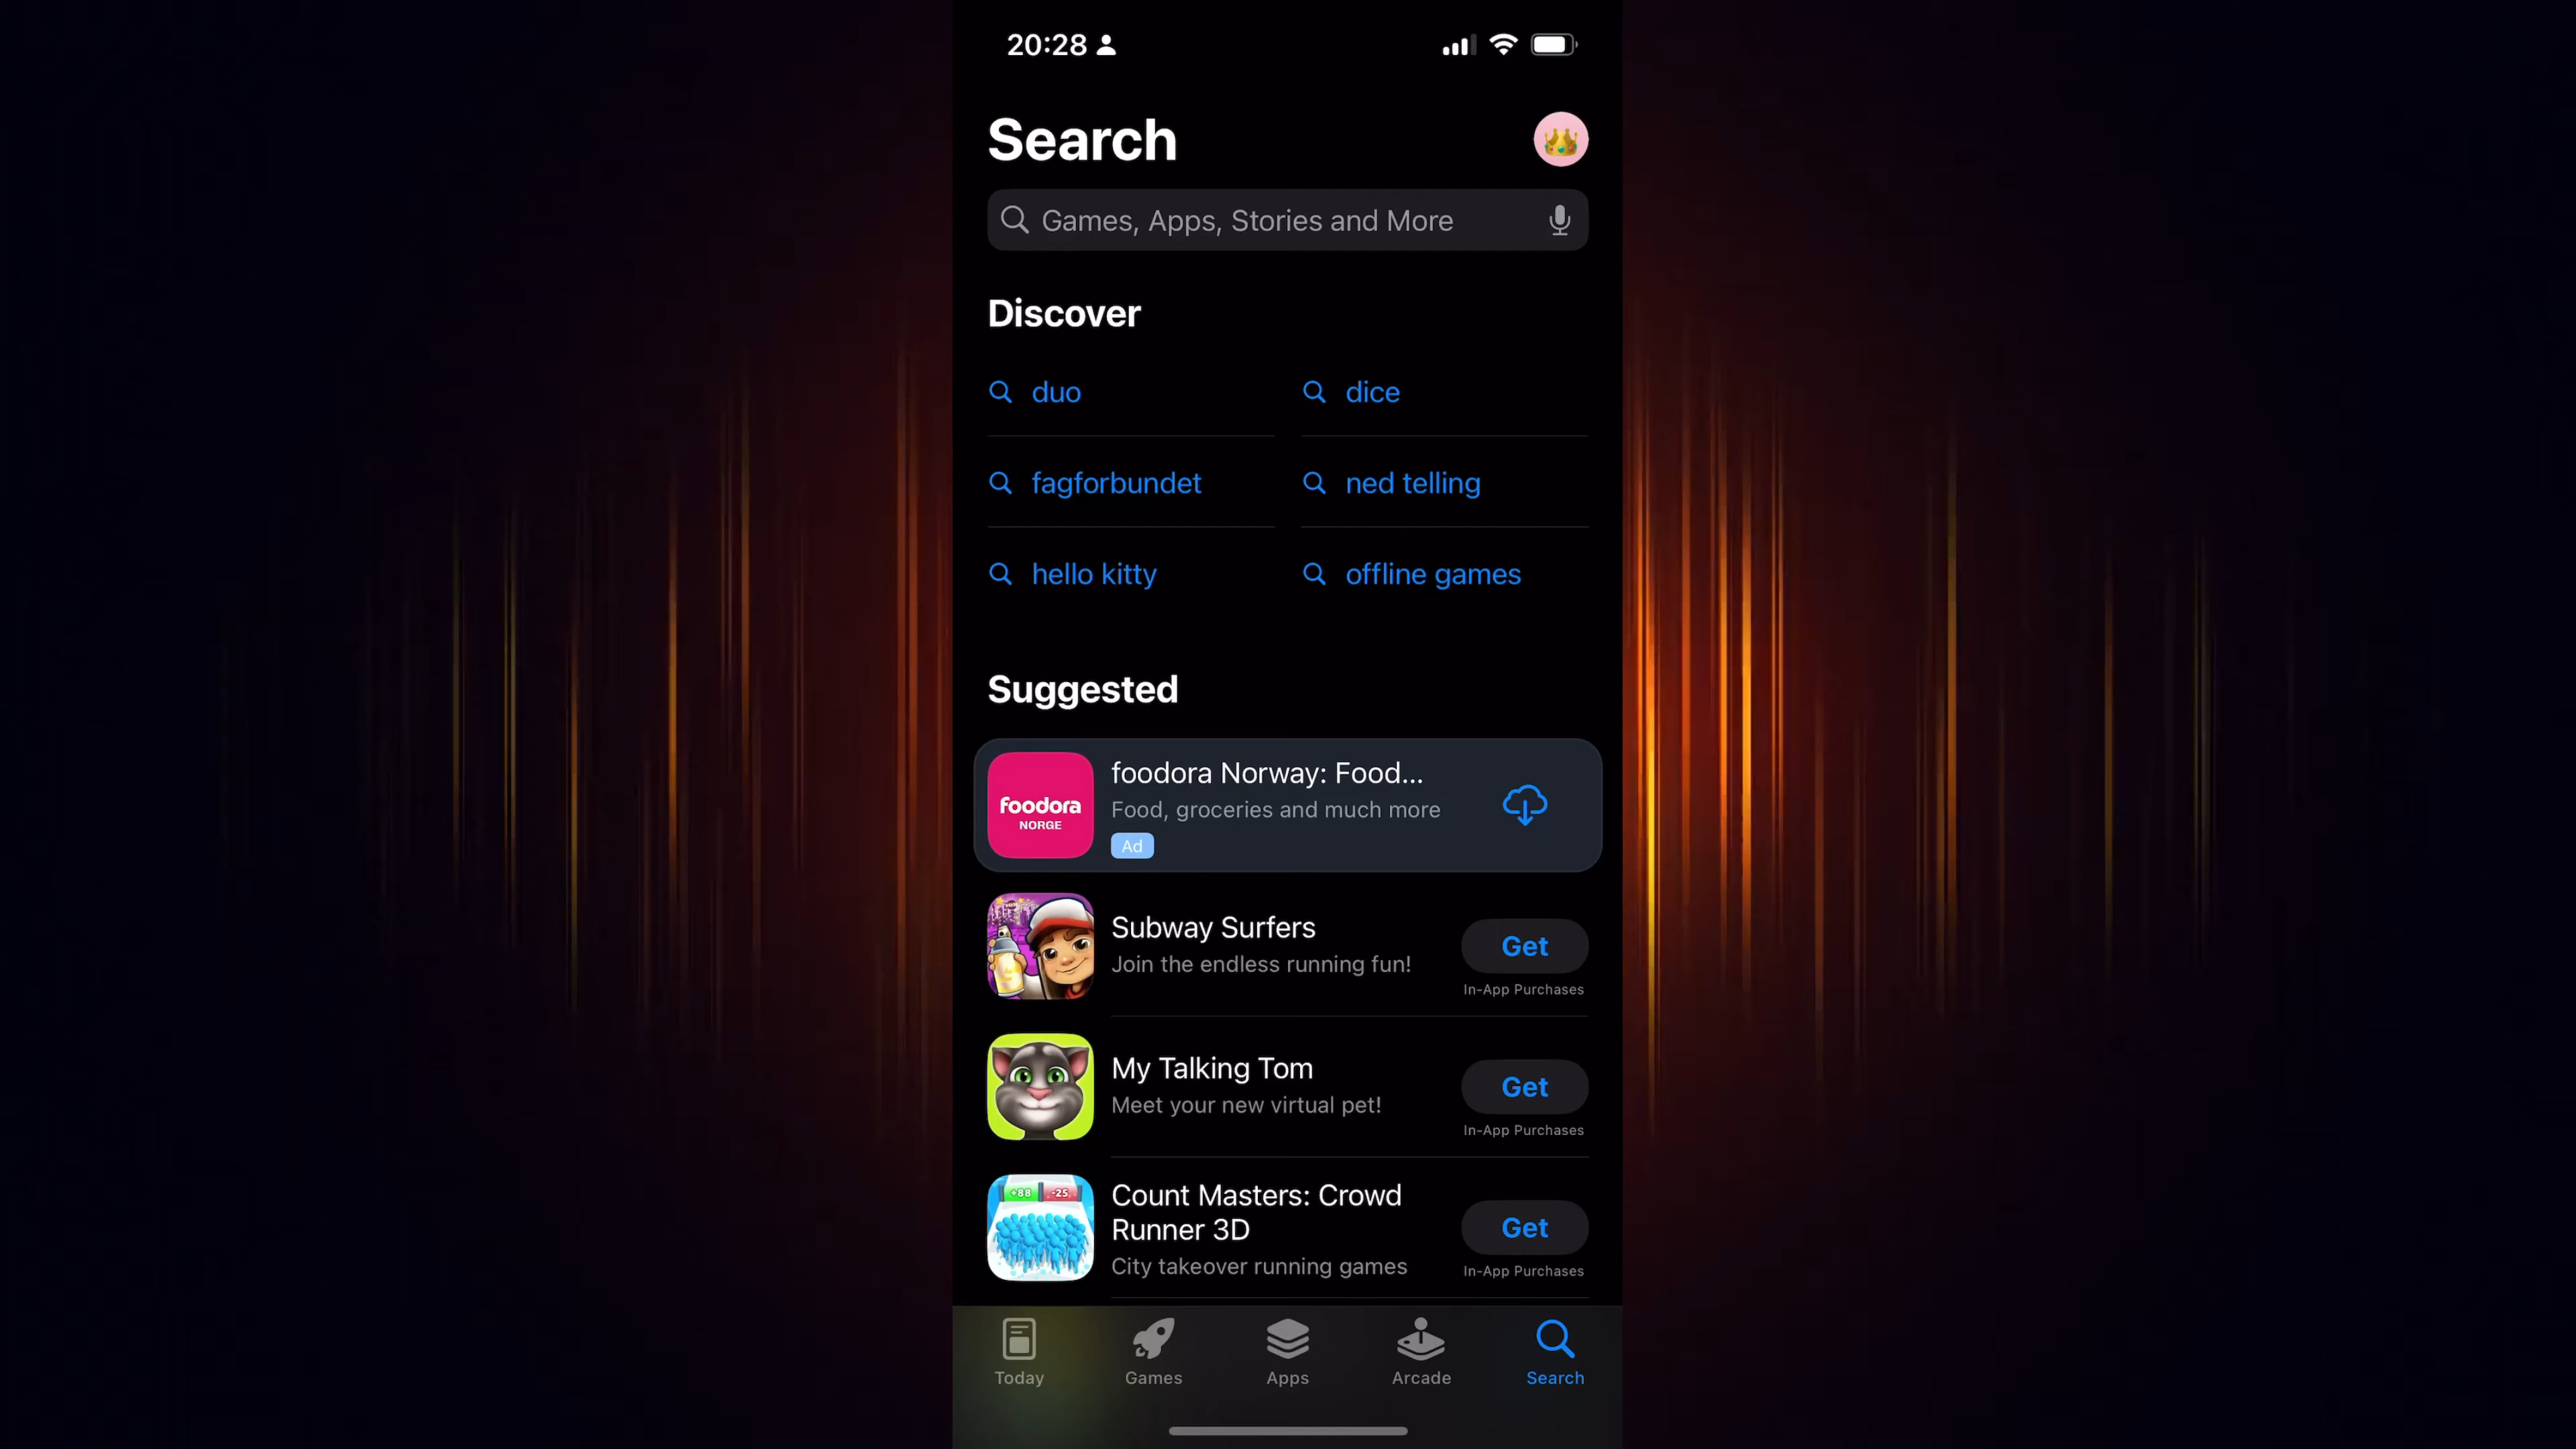 20:28
Search
Games, Apps, Stories and More
Discover
duo
dice
fagforbundet
ned telling
hello kitty
offline games
Suggested
foodora
NORGE
foodora Norway: Food...
Food, groceries and much more
Ad
Subway Surfers
Join the endless running fun!
Get
In-App Purchases
My Talking Tom
Meet your new virtual pet!
Get
In-App Purchases
+88 -25
Count Masters: Crowd
Runner 3D
City takeover running games
Get
In-App Purchases
Today
Games
Apps
Arcade
Search